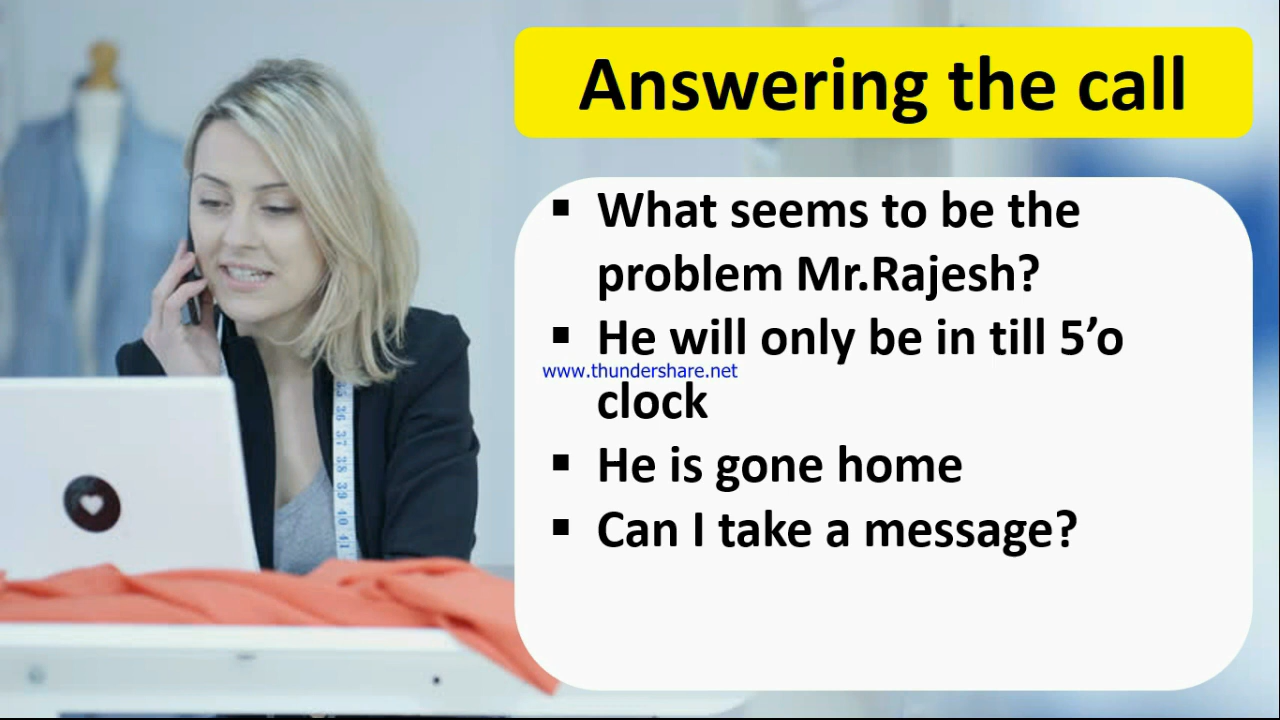 Answering the call
▪ What seems to be the
problem Mr.Rajesh?
▪ He will only be in till 5’o
www.thundershare.net
clock
▪ He is gone home
▪ Can I take a message?
35
36
37
38
39
40
41